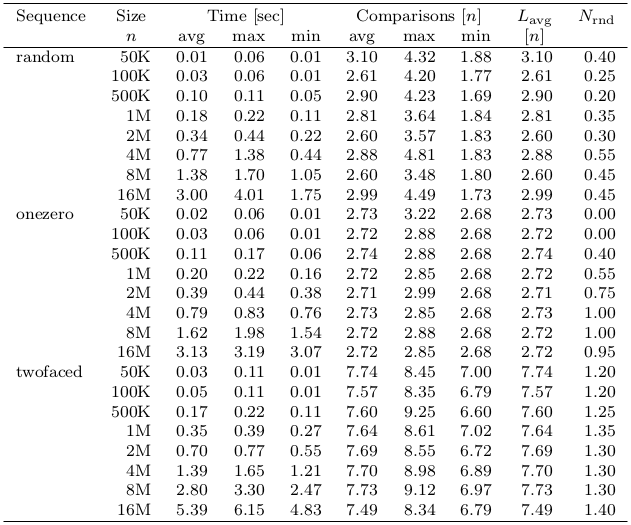 Sequence Size Time [sec] Comparisons [n] L_avg N_rnd
n avg max min avg max min [n]
random 50K 0.01 0.06 0.01 3.10 4.32 1.88 3.10 0.40
100K 0.03 0.06 0.01 2.61 4.20 1.77 2.61 0.25
500K 0.10 0.11 0.05 2.90 4.23 1.69 2.90 0.20
1M 0.18 0.22 0.11 2.81 3.64 1.84 2.81 0.35
2M 0.34 0.44 0.22 2.60 3.57 1.83 2.60 0.30
4M 0.77 1.38 0.44 2.88 4.81 1.83 2.88 0.55
8M 1.38 1.70 1.05 2.60 3.48 1.80 2.60 0.45
16M 3.00 4.01 1.75 2.99 4.49 1.73 2.99 0.45
onezero 50K 0.02 0.06 0.01 2.73 3.22 2.68 2.73 0.00
100K 0.03 0.06 0.01 2.72 2.88 2.68 2.72 0.00
500K 0.11 0.17 0.06 2.74 2.88 2.68 2.74 0.40
1M 0.20 0.22 0.16 2.72 2.85 2.68 2.72 0.55
2M 0.39 0.44 0.38 2.71 2.99 2.68 2.71 0.75
4M 0.79 0.83 0.76 2.73 2.85 2.68 2.73 1.00
8M 1.62 1.98 1.54 2.72 2.88 2.68 2.72 1.00
16M 3.13 3.19 3.07 2.72 2.85 2.68 2.72 0.95
twofaced 50K 0.03 0.11 0.01 7.74 8.45 7.00 7.74 1.20
100K 0.05 0.11 0.01 7.57 8.35 6.79 7.57 1.20
500K 0.17 0.22 0.11 7.60 9.25 6.60 7.60 1.25
1M 0.35 0.39 0.27 7.64 8.61 7.02 7.64 1.35
2M 0.70 0.77 0.55 7.69 8.55 6.72 7.69 1.30
4M 1.39 1.65 1.21 7.70 8.98 6.89 7.70 1.30
8M 2.80 3.30 2.47 7.73 9.12 6.97 7.73 1.30
16M 5.39 6.15 4.83 7.49 8.34 6.79 7.49 1.40